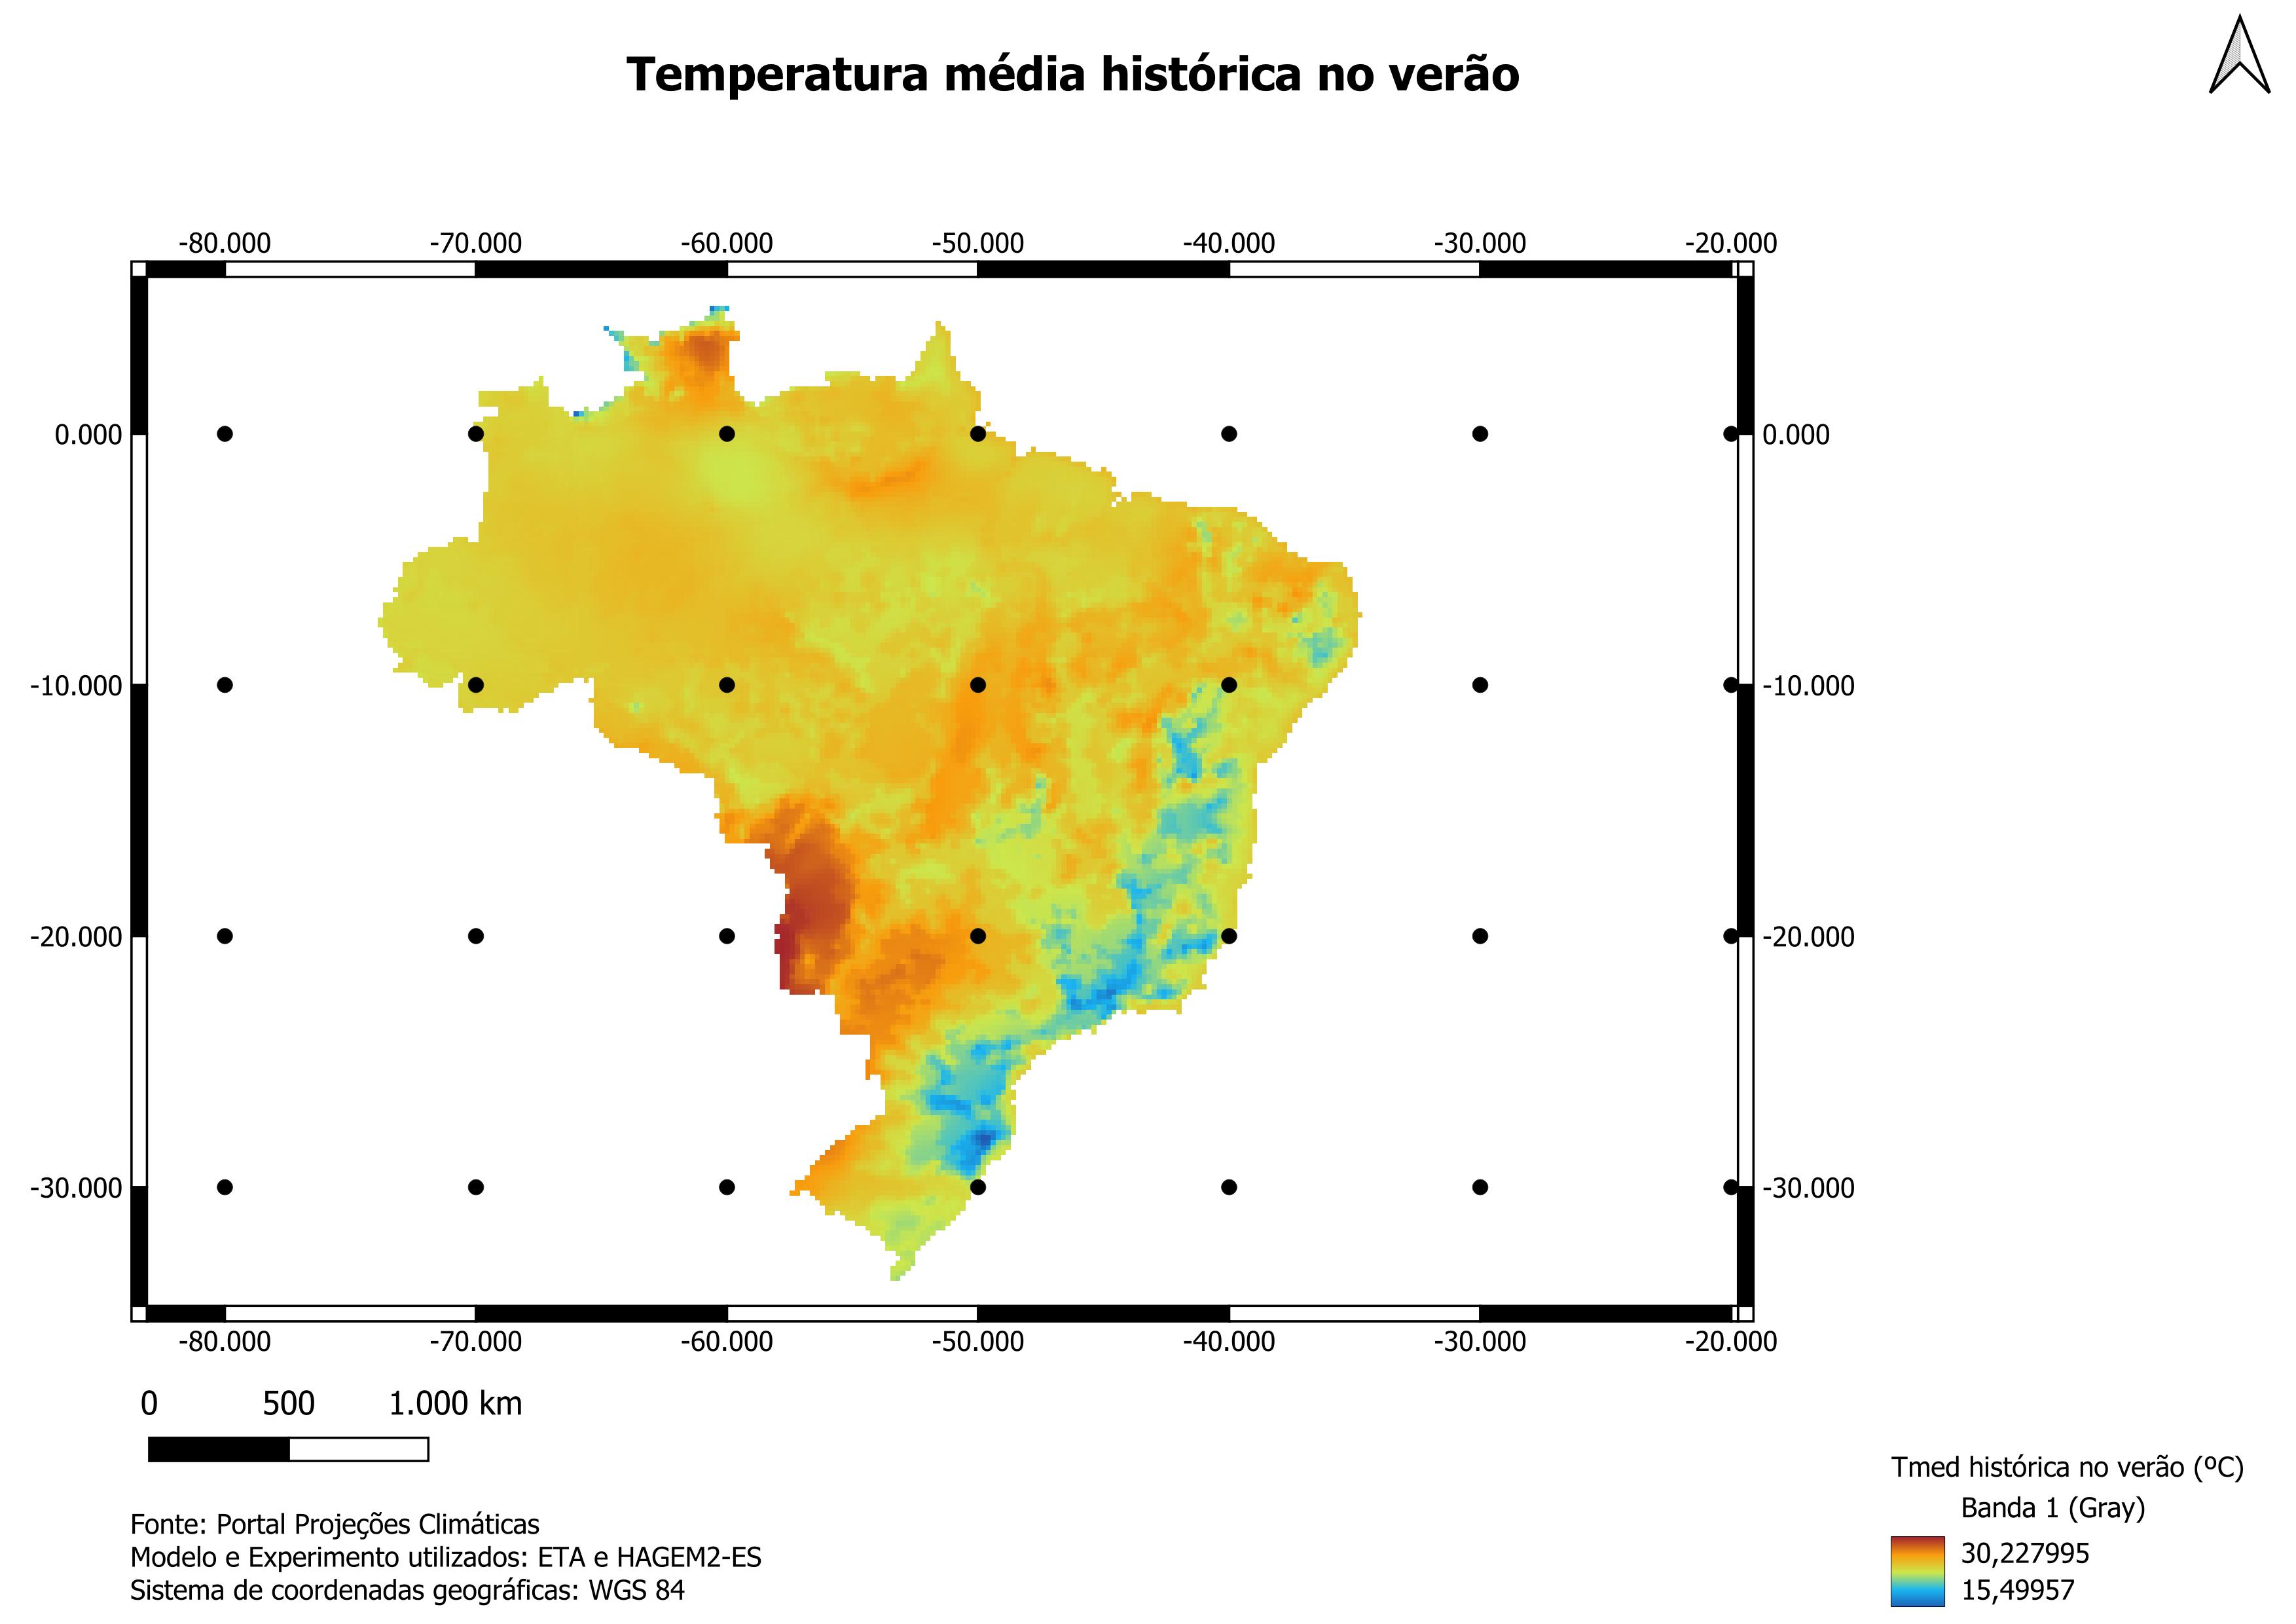 Temperatura média histórica no verão
-80.000 -70.000 -60.000 -50.000 -40.000 -30.000 -20.000
0.000 0.000
-10.000 -10.000
-20.000 -20.000
-30.000 -30.000
-80.000 -70.000 -60.000 -50.000 -40.000 -30.000 -20.000
0 500 1.000 km
Tmed histórica no verão (ºC)
Banda 1 (Gray)
30,227995
15,49957
Fonte: Portal Projeções Climáticas
Modelo e Experimento utilizados: ETA e HAGEM2-ES
Sistema de coordenadas geográficas: WGS 84